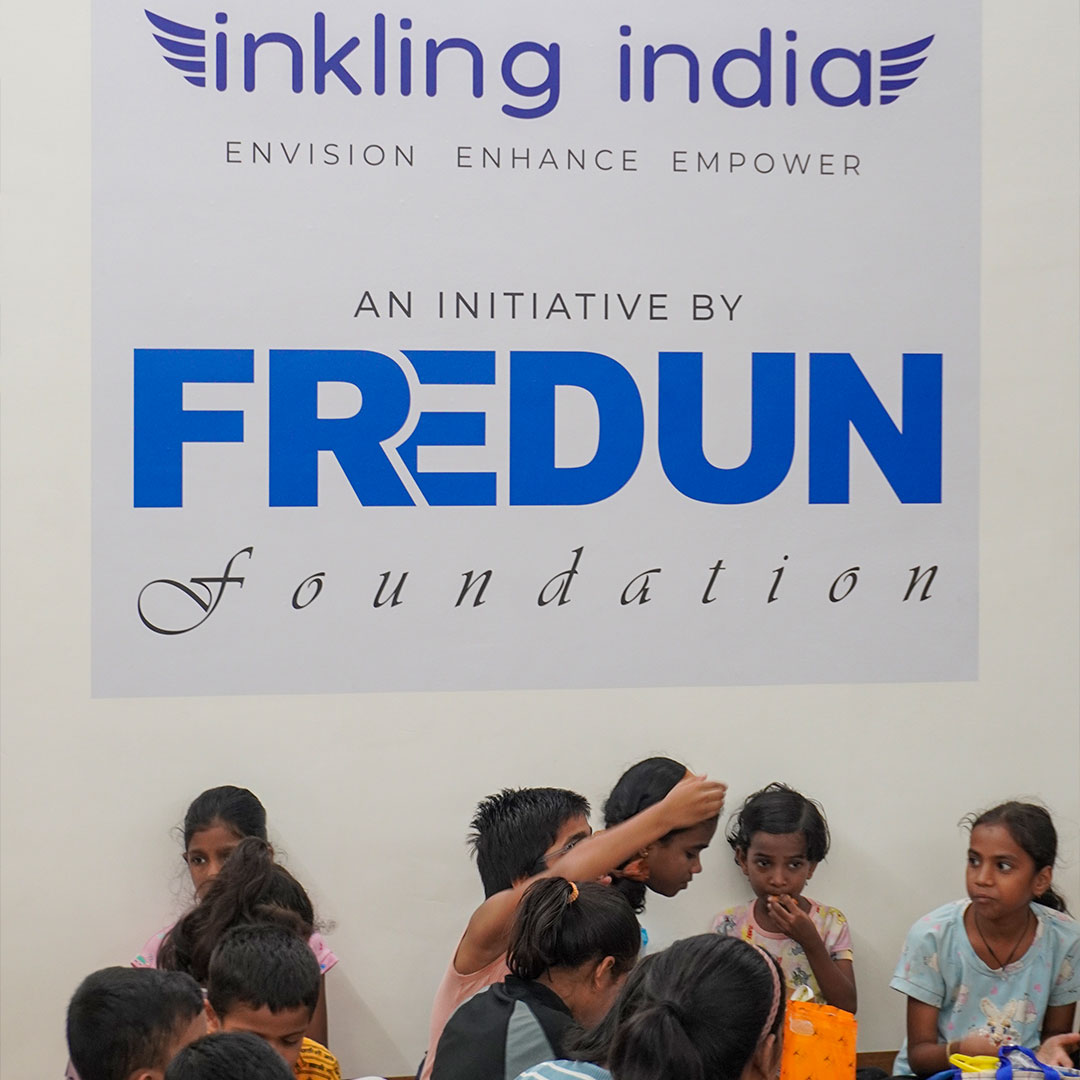 inkling india
ENVISION ENHANCE EMPOWER
AN INITIATIVE BY
FREDUN
Foundation